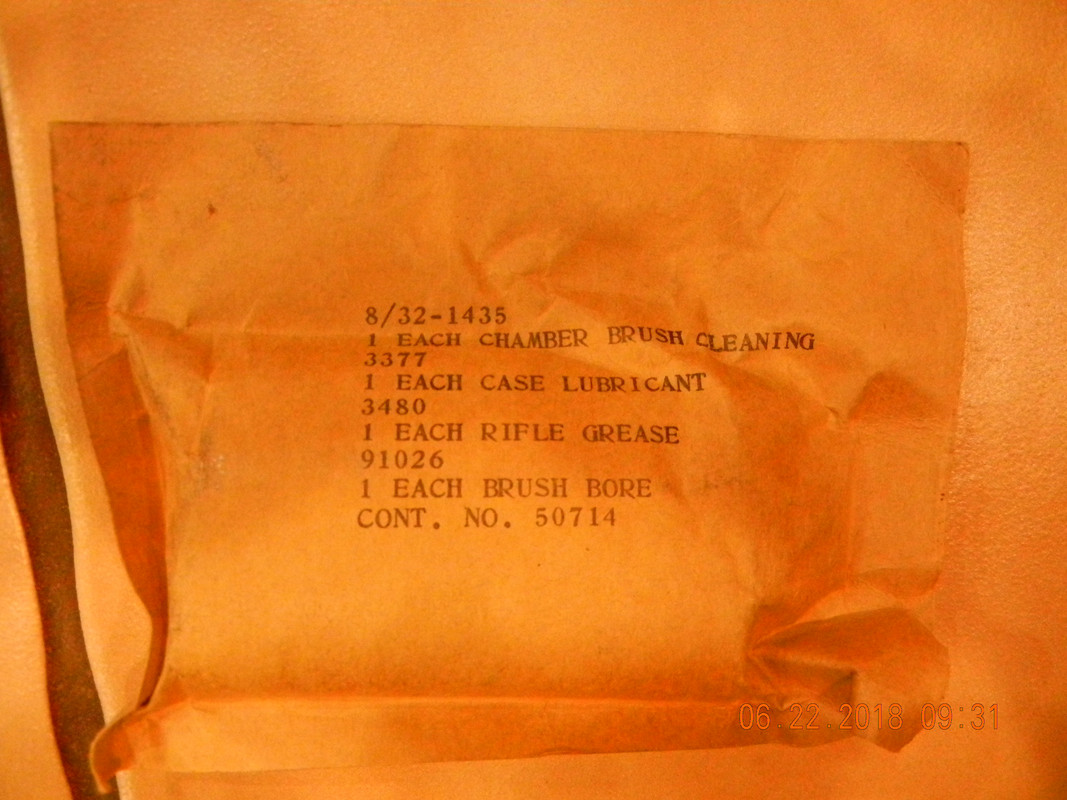 8/32-1435
1 EACH CHAMBER BRUSH CLEANING
3377
1 EACH CASE LUBRICANT
3480
1 EACH RIFLE GREASE
91026
1 EACH BRUSH BORE
CONT. NO. 50714
06.22.2018 09:31